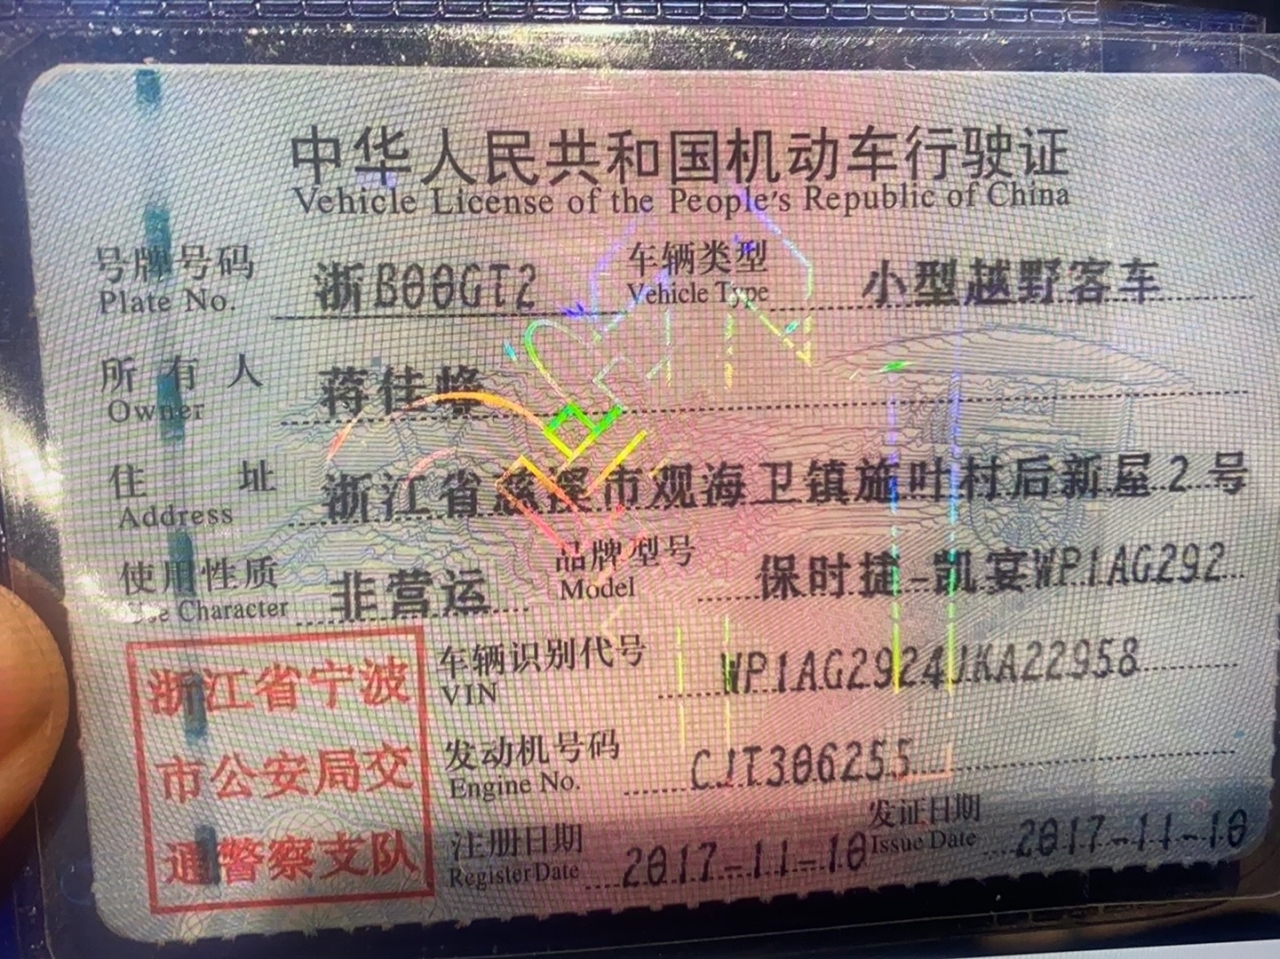 中华人民共和国机动车行驶证
Vehicle License of the People's Republic of China
号牌号码 浙B00GT2 车辆类型 小型越野客车
Plate No. Vehicle Type
所有人 蒋佳峰
Owner
住址 浙江省慈溪市观海卫镇施叶村后新屋2号
Address
使用性质 非营运 品牌型号 保时捷-凯宴WP1AG292
Use Character Model
浙江省宁波
市公安局交
通警察支队
车辆识别代号 WP1AG2924JKA22958
VIN
发动机号码 CJT306255
Engine No.
注册日期 2017-11-10 发证日期 2017-11-10
Register Date Issue Date